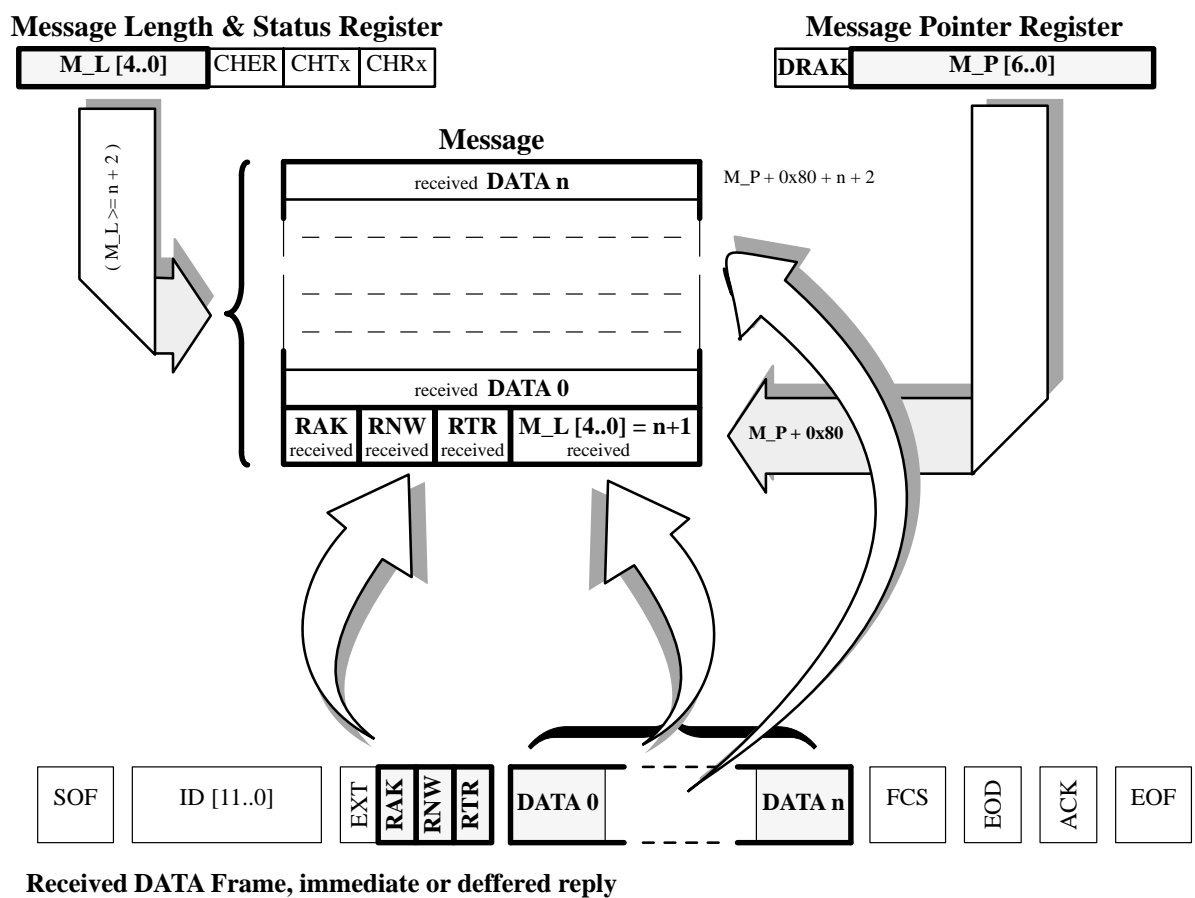 Message Length & Status Register
Message Pointer Register
M_L [4..0] CHER CHTx CHRx
DRAK M_P [6..0]
Message
( M_L >= n + 2 )
received DATA n
M_P + 0x80 + n + 2
received DATA 0
RAK RNW RTR M_L [4..0] = n+1
received received received received
M_P + 0x80
SOF ID [11..0] EXT RAK RNW RTR DATA 0 DATA n FCS EOD ACK EOF
Received DATA Frame, immediate or deffered reply